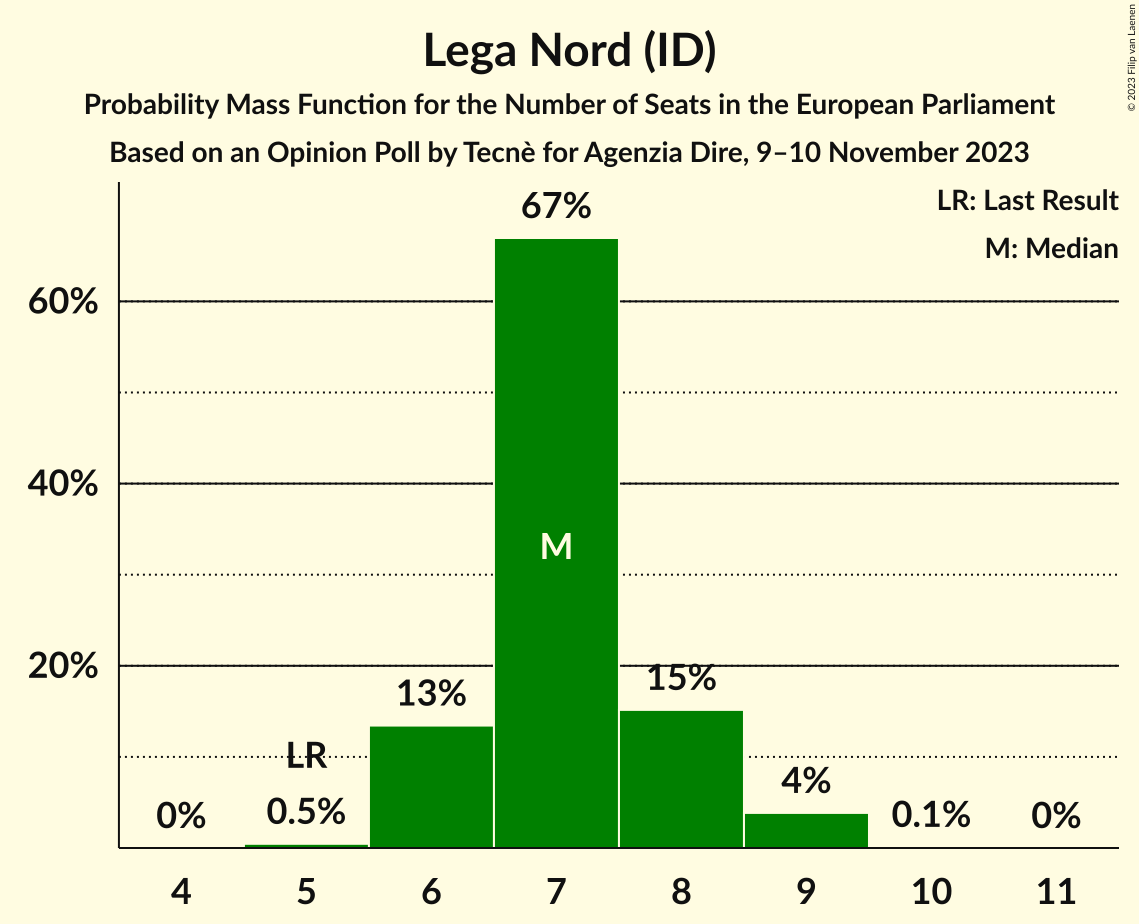 Lega Nord (ID)
Probability Mass Function for the Number of Seats in the European Parliament
Based on an Opinion Poll by Tecnè for Agenzia Dire, 9–10 November 2023
© 2023 Filip van Laenen
LR: Last Result
M: Median
67%
60%
40%
M
20%
15%
13%
LR
4%
0%
0.5%
0.1%
0%
4 5 6 7 8 9 10 11